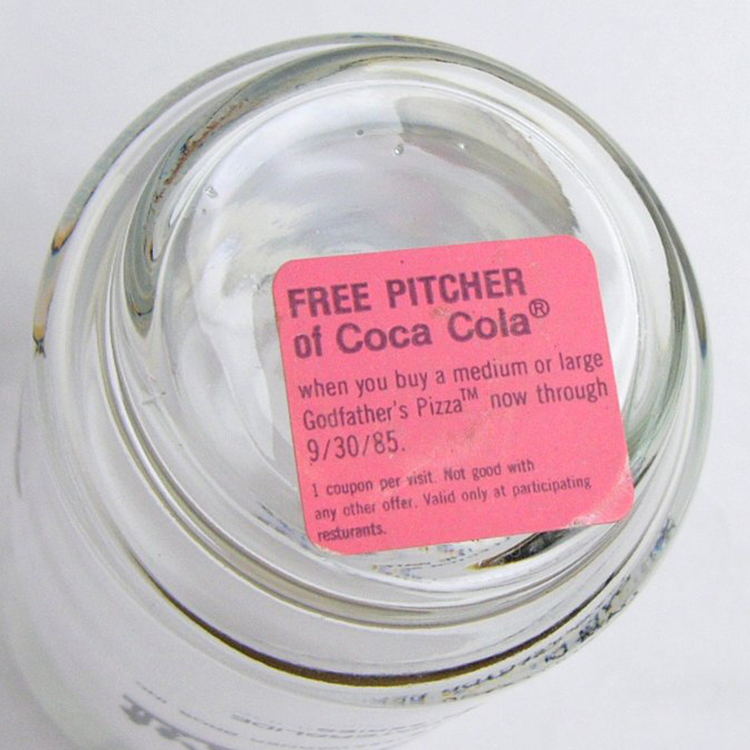 FREE PITCHER
of Coca Cola®
when you buy a medium or large
Godfather's Pizza™ now through
9/30/85.
1 coupon per visit. Not good with
any other offer. Valid only at participating
resturants.